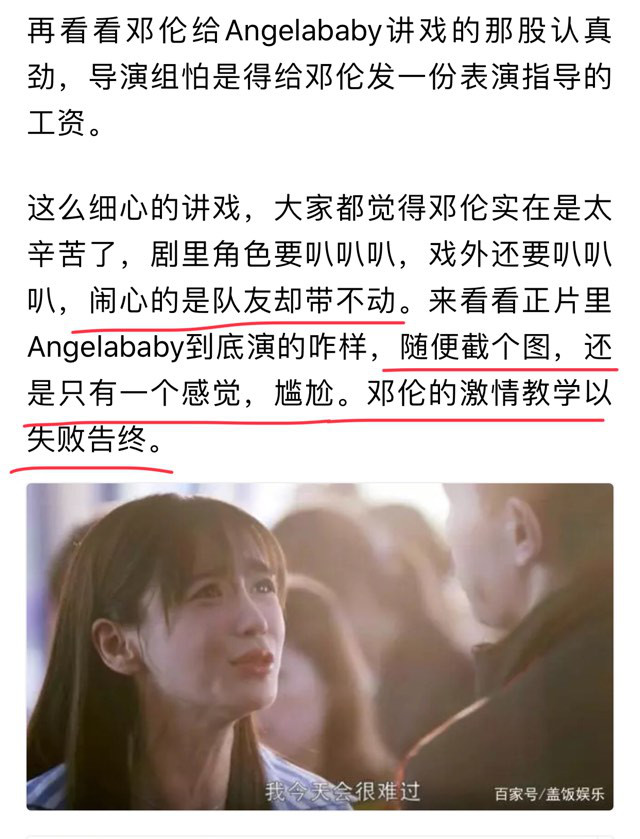 再看看邓伦给Angelababy讲戏的那股认真
劲，导演组怕是得给邓伦发一份表演指导的
工资。
这么细心的讲戏，大家都觉得邓伦实在是太
辛苦了，剧里角色要叭叭叭，戏外还要叭叭
叭，闹心的是队友却带不动。来看看正片里
Angelababy到底演的咋样，随便截个图，还
是只有一个感觉，尴尬。邓伦的激情教学以
失败告终。
我今天会很难过
百家号/盖饭娱乐